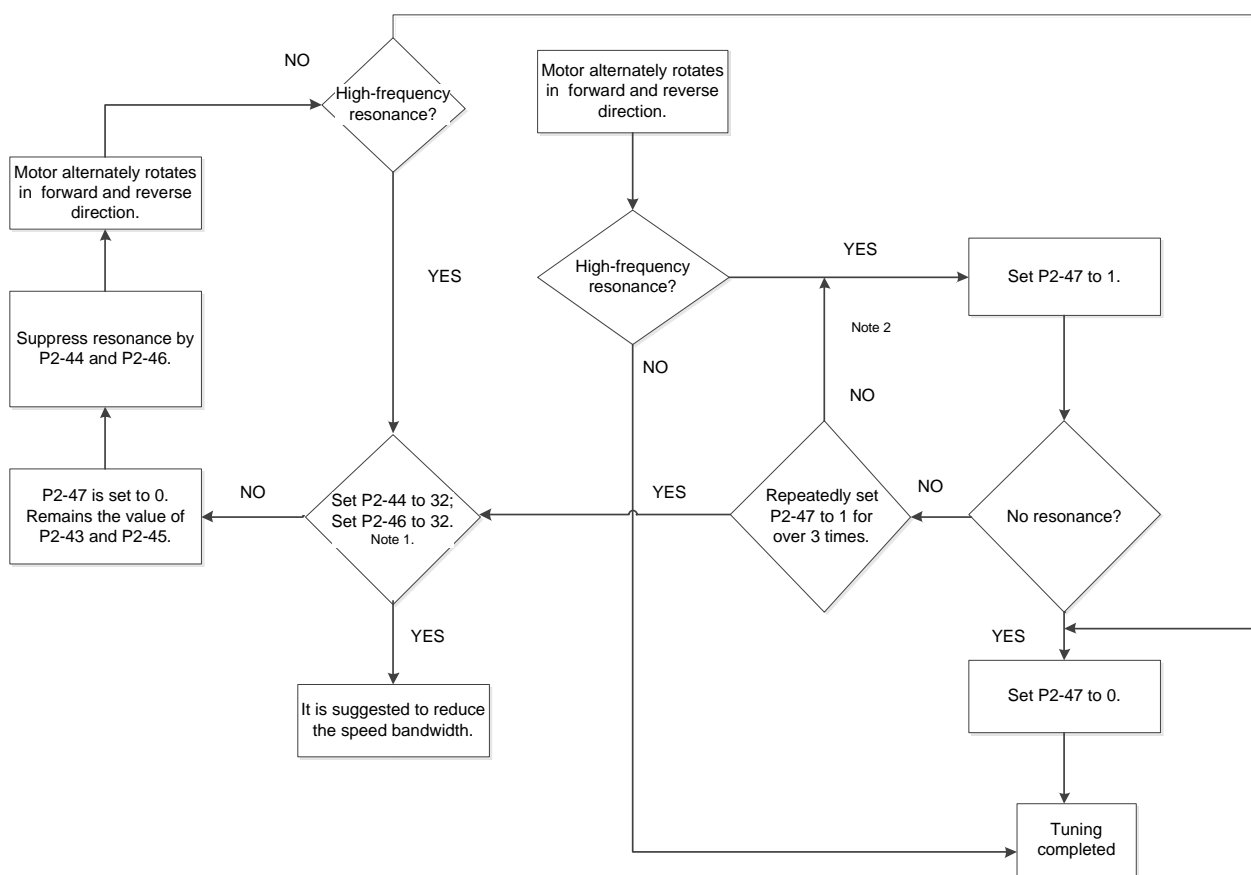 NO
High-frequency
resonance?
Motor alternately rotates
in  forward and reverse
direction.
Motor alternately rotates
in  forward and reverse
direction.
YES
High-frequency
resonance?
YES
Set P2-47 to 1.
Suppress resonance by
P2-44 and P2-46.
Note 2
NO
NO
P2-47 is set to 0.
Remains the value of
P2-43 and P2-45.
NO
Set P2-44 to 32;
Set P2-46 to 32.
Note 1.
YES
Repeatedly set
P2-47 to 1 for
over 3 times.
NO
No resonance?
YES
YES
It is suggested to reduce
the speed bandwidth.
Set P2-47 to 0.
Tuning
completed